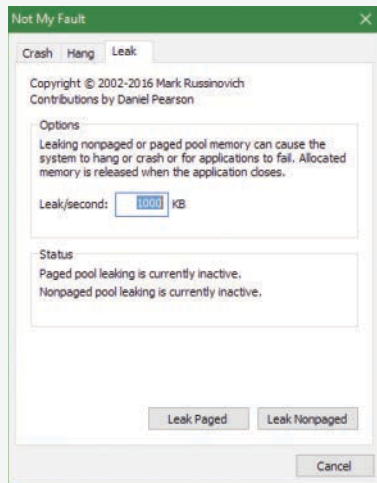 Not My Fault
Crash Hang Leak
Copyright © 2002-2016 Mark Russinovich
Contributions by Daniel Pearson
Options
Leaking nonpaged or paged pool memory can cause the
system to hang or crash or for applications to fail. Allocated
memory is released when the application closes.
Leak/second: 1000 KB
Status
Paged pool leaking is currently inactive.
Nonpaged pool leaking is currently inactive.
Leak Paged Leak Nonpaged
Cancel